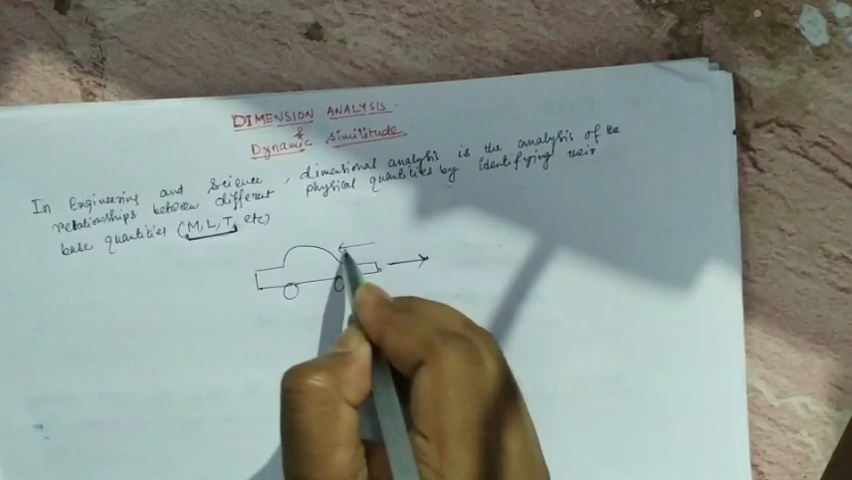 DIMENSION ANALYSIS
&
Dynamic similitude
In Engineering and science, dimensional analysis is the analysis of the
relationships between different physical quantities by identifying their
base quantities (M, L, T, etc)